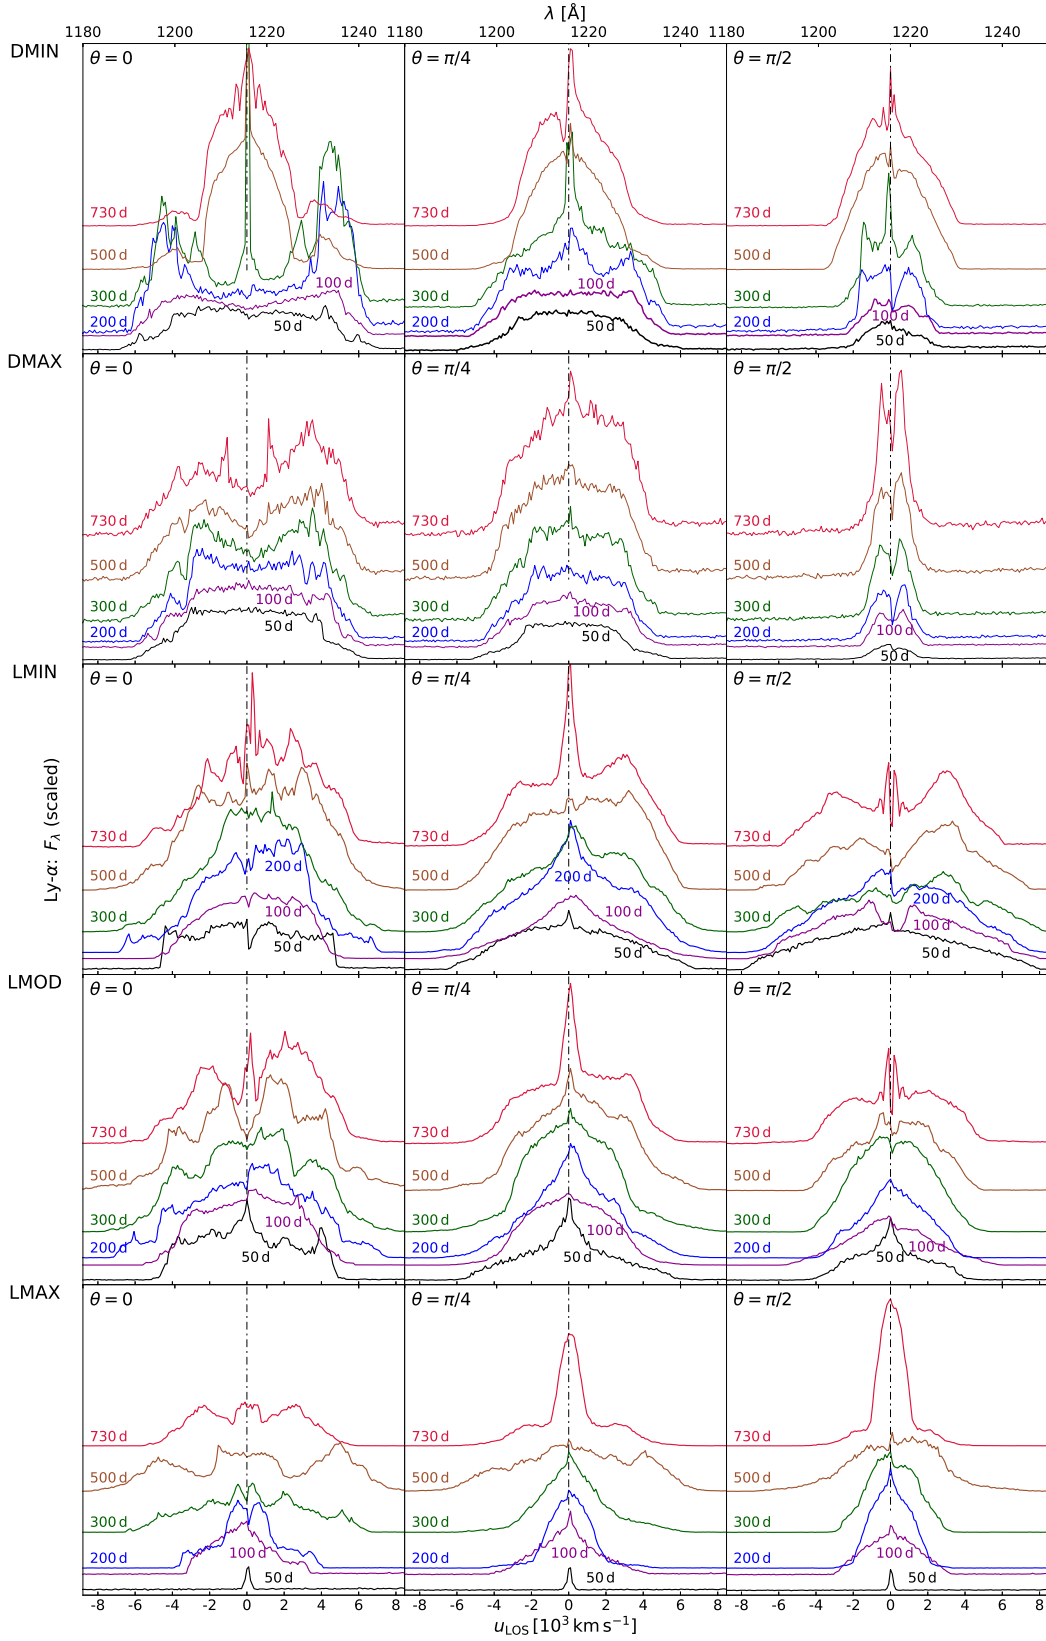 λ [Å]
1180 1200 1220 1240 1180 1200 1220 1240 1180 1200 1220 1240
DMIN θ = 0 θ = π/4 θ = π/2
730 d 730 d 730 d
500 d 500 d 500 d
300 d 100 d 300 d 100 d 300 d
200 d 50 d 200 d 50 d 200 d 100 d 50 d
DMAX θ = 0 θ = π/4 θ = π/2
730 d 730 d 730 d
500 d 500 d 500 d
300 d 100 d 300 d 100 d 300 d
200 d 50 d 200 d 50 d 200 d 100 d 50 d
LMIN θ = 0 θ = π/4 θ = π/2
Ly-α: Fλ (scaled)
730 d 730 d 730 d
500 d 200 d 500 d 200 d 500 d 200 d
300 d 100 d 300 d 100 d 300 d 100 d
50 d 50 d 50 d
LMOD θ = 0 θ = π/4 θ = π/2
730 d 730 d 730 d
500 d 500 d 500 d
300 d 100 d 300 d 100 d 300 d 100 d
200 d 50 d 200 d 50 d 200 d 50 d
LMAX θ = 0 θ = π/4 θ = π/2
730 d 730 d 730 d
500 d 500 d 500 d
300 d 300 d 300 d
200 d 100 d 200 d 100 d 200 d 100 d
50 d 50 d 50 d
-8 -6 -4 -2 0 2 4 6 8 -8 -6 -4 -2 0 2 4 6 8 -8 -6 -4 -2 0 2 4 6 8
uLOS [10³ km s⁻¹]